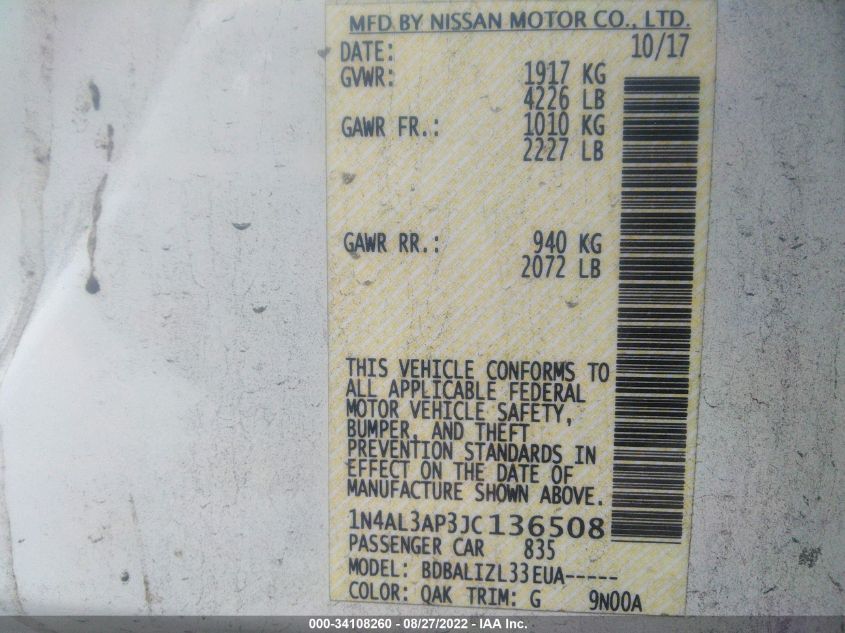 MFD BY NISSAN MOTOR CO., LTD.
DATE: 10/17
GVWR: 1917 KG
4226 LB
GAWR FR.: 1010 KG
2227 LB
GAWR RR.: 940 KG
2072 LB
THIS VEHICLE CONFORMS TO
ALL APPLICABLE FEDERAL
MOTOR VEHICLE SAFETY,
BUMPER, AND THEFT
PREVENTION STANDARDS IN
EFFECT ON THE DATE OF
MANUFACTURE SHOWN ABOVE.
1N4AL3AP3JC136508
PASSENGER CAR 835
MODEL: BDBALIZL33EUA-----
COLOR: QAK TRIM: G 9N00A
000-34108260 - 08/27/2022 - IAA Inc.